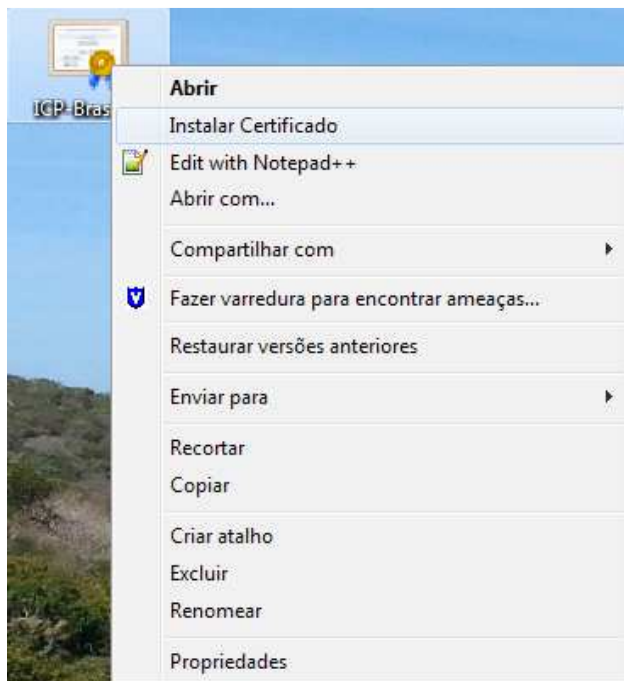 ICP-Bras
Abrir
Instalar Certificado
Edit with Notepad++
Abrir com...
Compartilhar com
Fazer varredura para encontrar ameaças...
Restaurar versões anteriores
Enviar para
Recortar
Copiar
Criar atalho
Excluir
Renomear
Propriedades